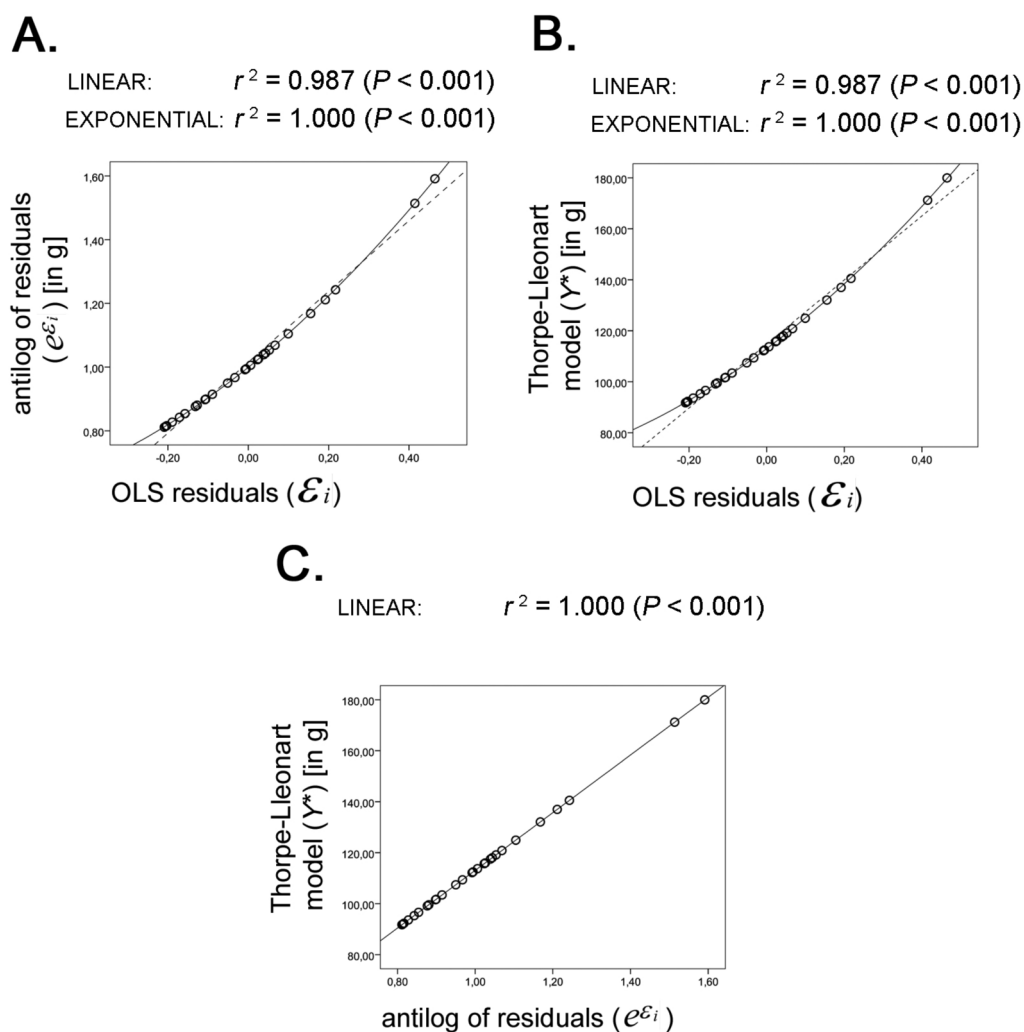 A.
LINEAR: r² = 0.987 (P < 0.001)
EXPONENTIAL: r² = 1.000 (P < 0.001)
antilog of residuals
(e^εi) [in g]
1,60
1,40
1,20
1,00
0,80
-0,20 0,00 0,20 0,40
OLS residuals (εi)
B.
LINEAR: r² = 0.987 (P < 0.001)
EXPONENTIAL: r² = 1.000 (P < 0.001)
Thorpe-Lleonart
model (Y*) [in g]
180,00
160,00
140,00
120,00
100,00
80,00
-0,20 0,00 0,20 0,40
OLS residuals (εi)
C.
LINEAR: r² = 1.000 (P < 0.001)
Thorpe-Lleonart
model (Y*) [in g]
180,00
160,00
140,00
120,00
100,00
80,00
0,80 1,00 1,20 1,40 1,60
antilog of residuals (e^εi)